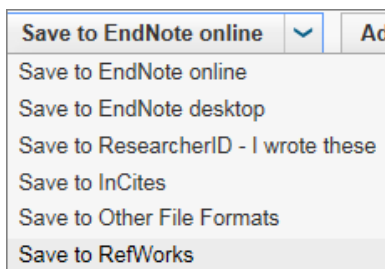 Save to EndNote online Ad
Save to EndNote online
Save to EndNote desktop
Save to ResearcherID - I wrote these
Save to InCites
Save to Other File Formats
Save to RefWorks